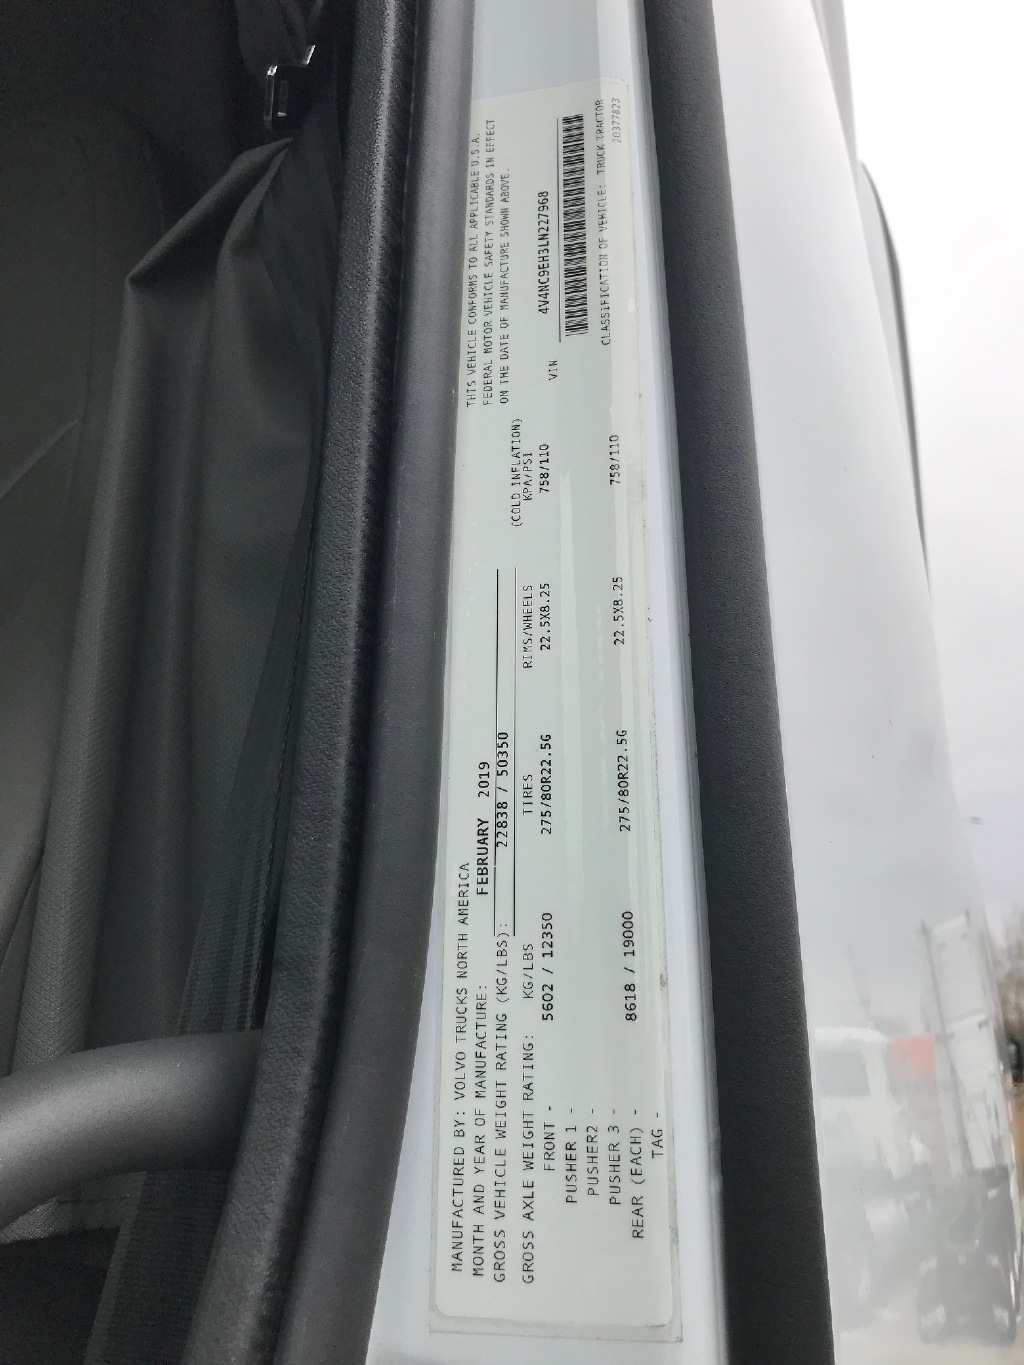 MANUFACTURED BY: VOLVO TRUCKS NORTH AMERICA
MONTH AND YEAR OF MANUFACTURE: FEBRUARY 2019
GROSS VEHICLE WEIGHT RATING (KG/LBS): 22838 / 50350
GROSS AXLE WEIGHT RATING: KG/LBS TIRES RIMS/WHEELS (COLD INFLATION) KPA/PSI
FRONT - 5602 / 12350 275/80R22.5G 22.5X8.25 758/110
PUSHER 1 -
PUSHER2 -
PUSHER 3 -
REAR (EACH) - 8618 / 19000 275/80R22.5G 22.5X8.25 758/110
TAG -
THIS VEHICLE CONFORMS TO ALL APPLICABLE U.S.A.
FEDERAL MOTOR VEHICLE SAFETY STANDARDS IN EFFECT
ON THE DATE OF MANUFACTURE SHOWN ABOVE.
VIN 4V4NC9EH3LN227968
CLASSIFICATION OF VEHICLE: TRUCK TRACTOR
20377823